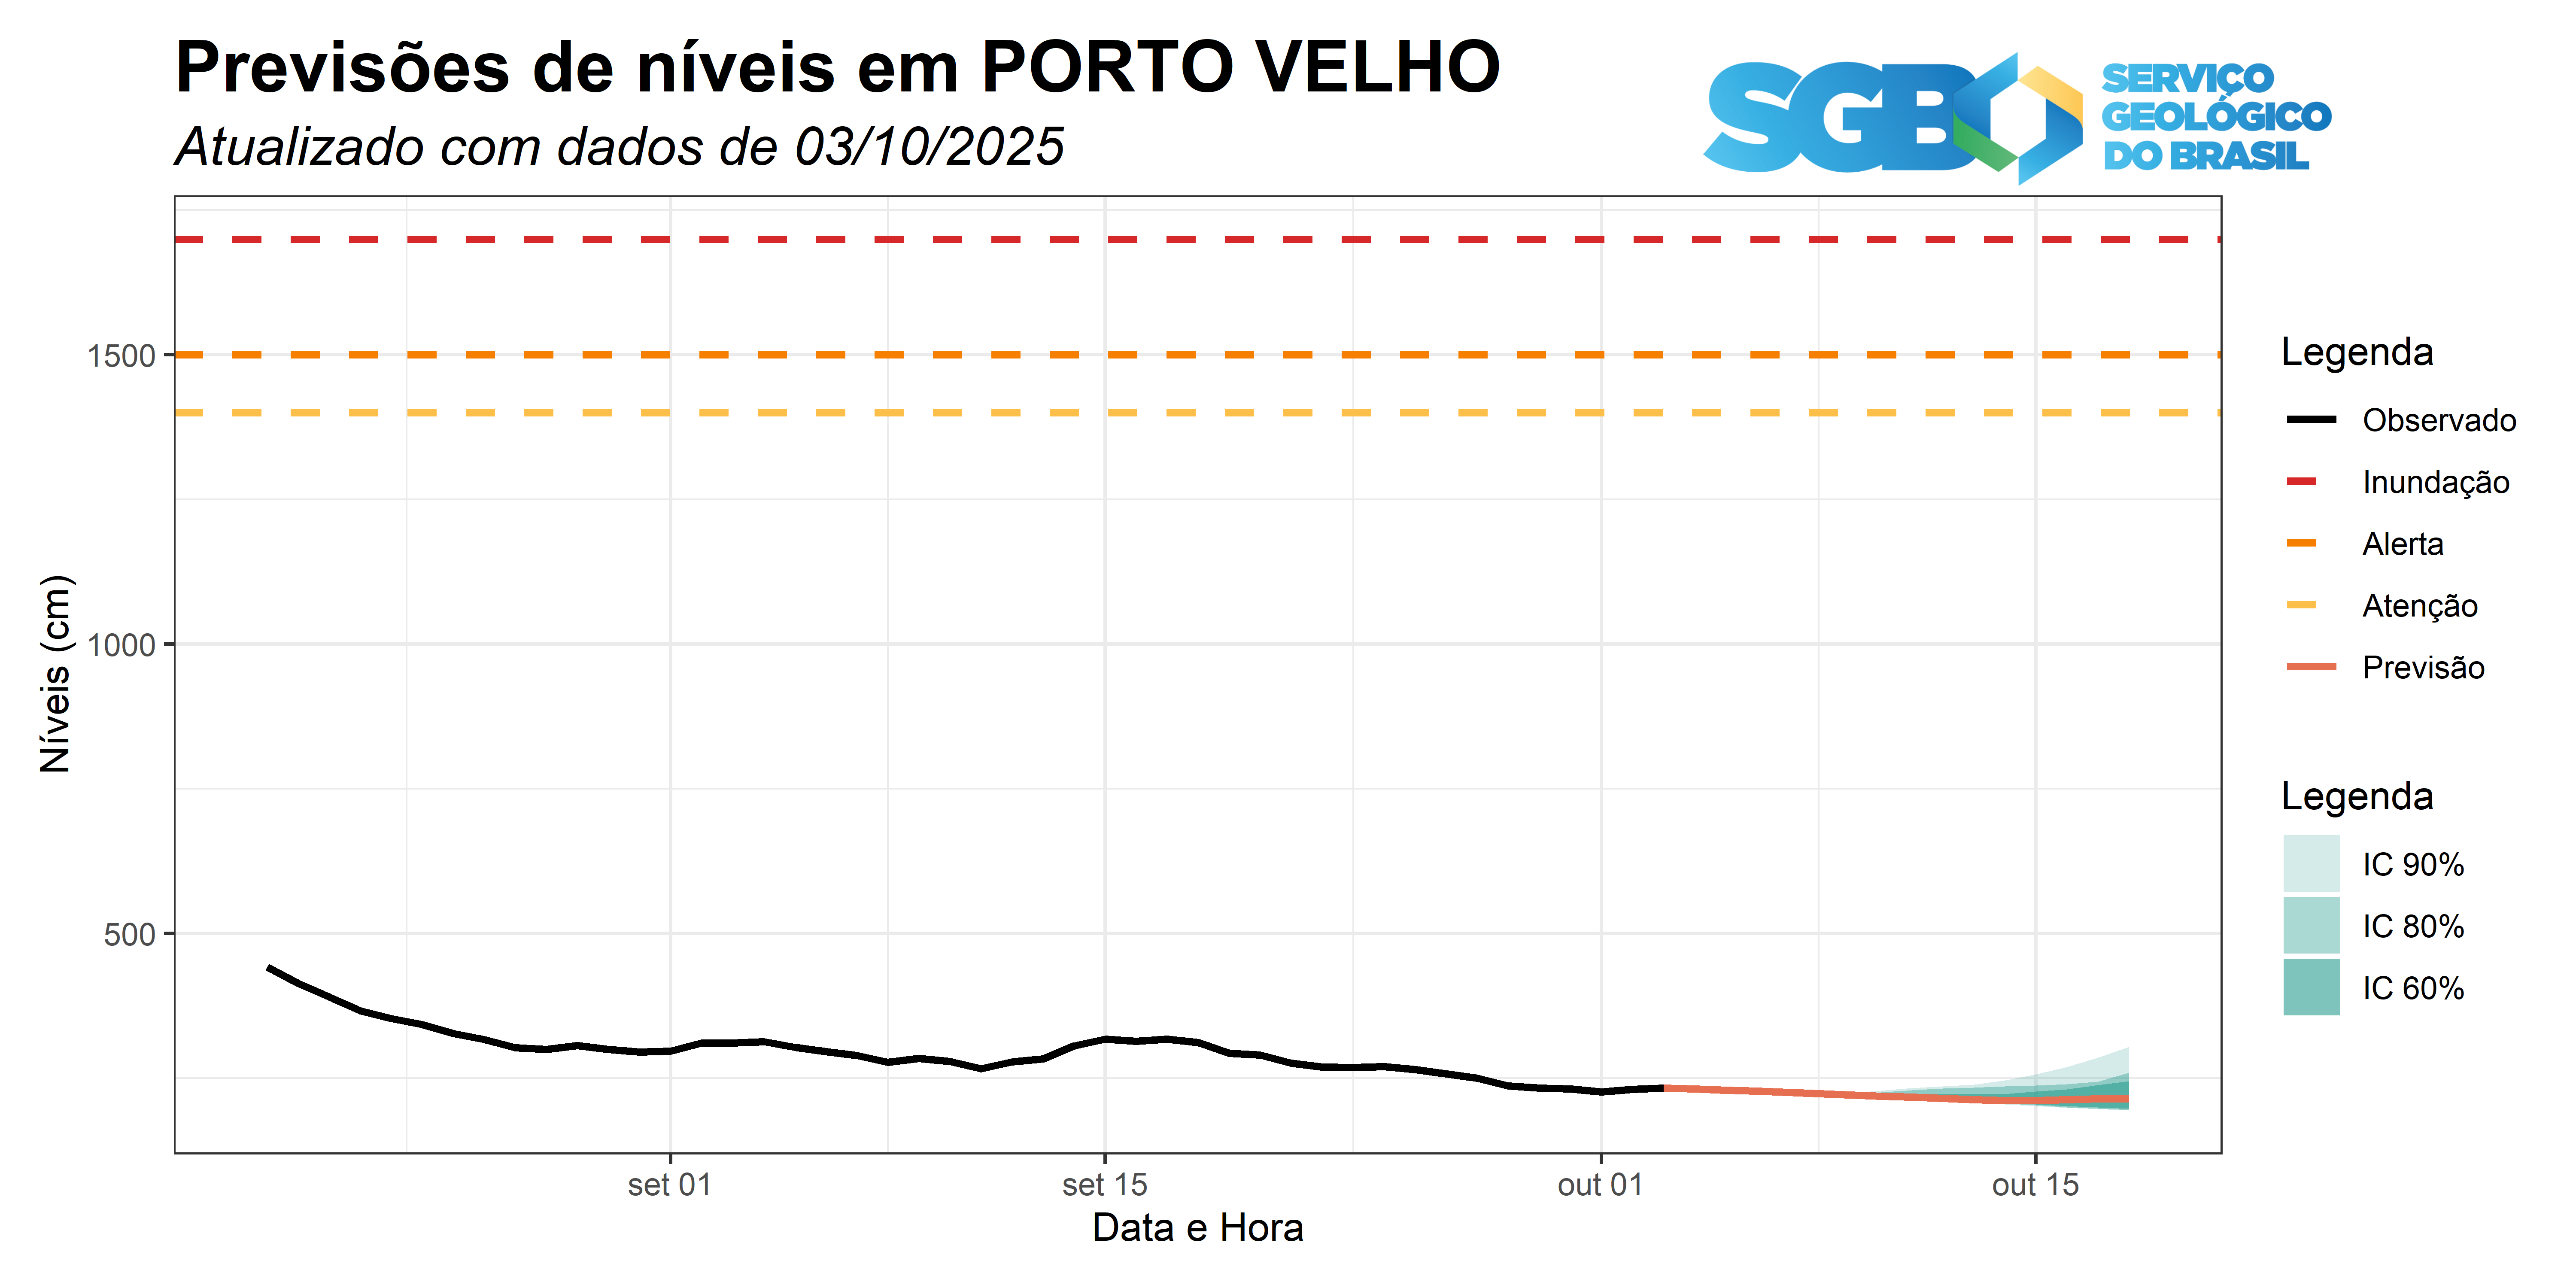 Previsões de níveis em PORTO VELHO
Atualizado com dados de 03/10/2025
SGB
SERVIÇO
GEOLÓGICO
DO BRASIL
Níveis (cm)
1500
1000
500
set 01
set 15
out 01
out 15
Data e Hora
Legenda
Observado
Inundação
Alerta
Atenção
Previsão
Legenda
IC 90%
IC 80%
IC 60%